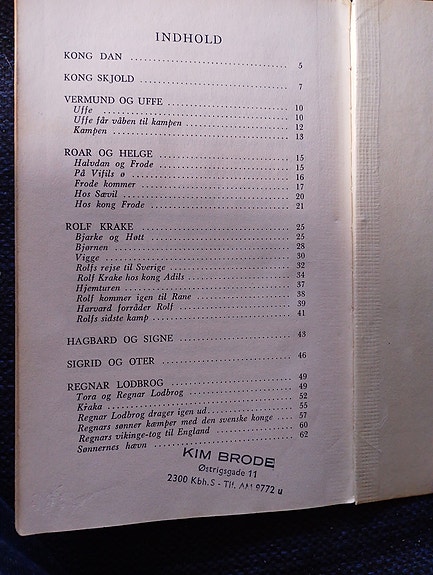 INDHOLD
KONG DAN 5
KONG SKJOLD 7
VERMUND OG UFFE 10
Uffe 10
Uffe får våben til kampen 12
Kampen 13
ROAR OG HELGE 15
Halvdan og Frode 15
På Vifils ø 16
Frode kommer 17
Hos Sævil 20
Hos kong Frode 21
ROLF KRAKE 25
Bjarke og Høtt 25
Bjørnen 28
Vigge 30
Rolfs rejse til Sverige 32
Rolf Krake hos kong Adils 34
Hjemturen 37
Rolf kommer igen til Rane 38
Harvard forråder Rolf 39
Rolfs sidste kamp 41
HAGBARD OG SIGNE 43
SIGRID OG OTER 46
REGNAR LODBROG 49
Tora og Regnar Lodbrog 49
Kraka 52
Regnar Lodbrog drager igen ud 55
Regnars sønner kæmper med den svenske konge 57
Regnars vikinge-tog til England 60
Sønnernes hævn 62
KIM BRODE
Østrigsgade 11
2300 Kbh. S - Tlf. AM 9772 u